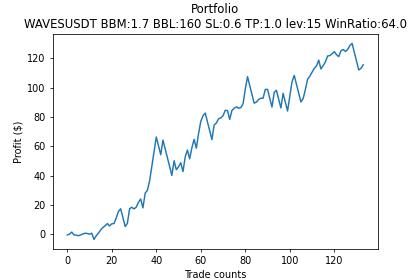 Portfolio
WAVESUSDT BBM:1.7 BBL:160 SL:0.6 TP:1.0 lev:15 WinRatio:64.0
120
100
80
60
40
20
0
Profit ($)
0 20 40 60 80 100 120
Trade counts